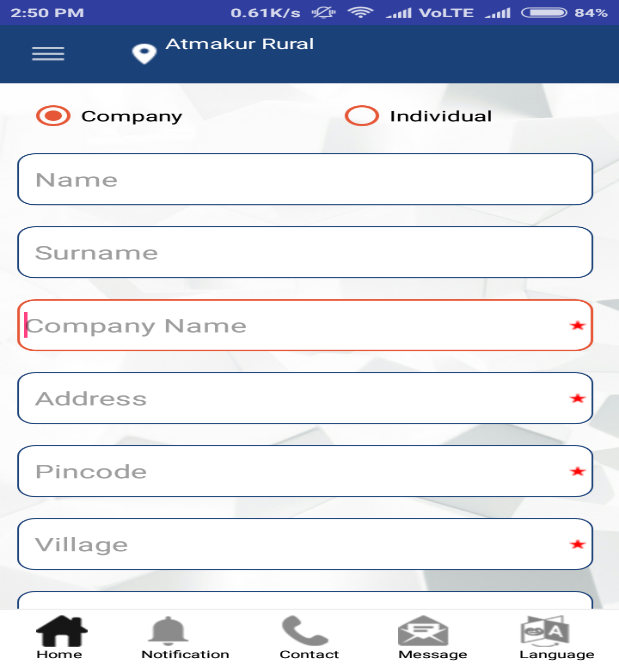 2:50 PM 0.61K/s VoLTE 84%
Atmakur Rural
Company Individual
Name
Surname
Company Name
Address
Pincode
Village
Home Notification Contact Message Language